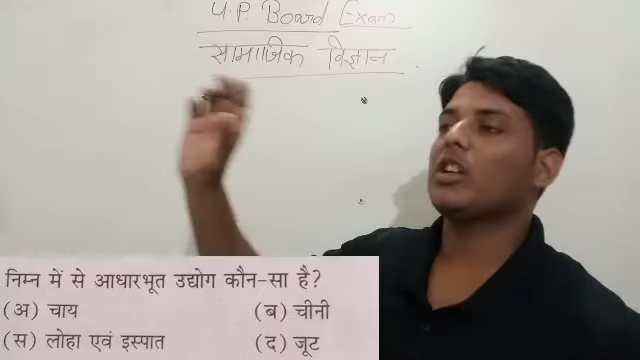 U.P. Board Exam
सामाजिक विज्ञान
निम्न में से आधारभूत उद्योग कौन-सा है?
(अ) चाय (ब) चीनी
(स) लोहा एवं इस्पात (द) जूट